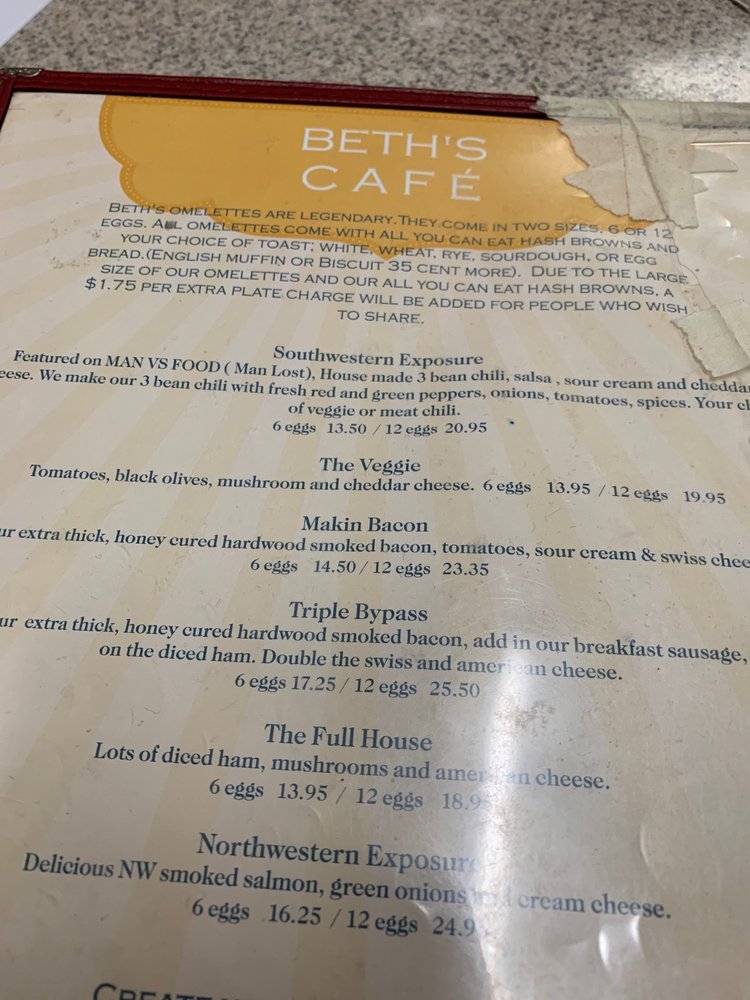 BETH'S
CAFÉ
BETH'S OMELETTES ARE LEGENDARY. THEY COME IN TWO SIZES, 6 OR 12
EGGS. ALL OMELETTES COME WITH ALL YOU CAN EAT HASH BROWNS AND
YOUR CHOICE OF TOAST; WHITE, WHEAT, RYE, SOURDOUGH, OR EGG
BREAD. (ENGLISH MUFFIN OR BISCUIT 35 CENT MORE). DUE TO THE LARGE
SIZE OF OUR OMELETTES AND OUR ALL YOU CAN EAT HASH BROWNS, A
$1.75 PER EXTRA PLATE CHARGE WILL BE ADDED FOR PEOPLE WHO WISH
TO SHARE.
Southwestern Exposure
Featured on MAN VS FOOD ( Man Lost), House made 3 bean chili, salsa , sour cream and cheddar
eese. We make our 3 bean chili with fresh red and green peppers, onions, tomatoes, spices. Your ch
of veggie or meat chili.
6 eggs 13.50 / 12 eggs 20.95
The Veggie
Tomatoes, black olives, mushroom and cheddar cheese. 6 eggs 13.95 / 12 eggs 19.95
Makin Bacon
ur extra thick, honey cured hardwood smoked bacon, tomatoes, sour cream & swiss chee
6 eggs 14.50 / 12 eggs 23.35
Triple Bypass
ur extra thick, honey cured hardwood smoked bacon, add in our breakfast sausage,
on the diced ham. Double the swiss and american cheese.
6 eggs 17.25 / 12 eggs 25.50
The Full House
Lots of diced ham, mushrooms and american cheese.
6 eggs 13.95 / 12 eggs 18.9
Northwestern Exposure
Delicious NW smoked salmon, green onions and cream cheese.
6 eggs 16.25 / 12 eggs 24.9